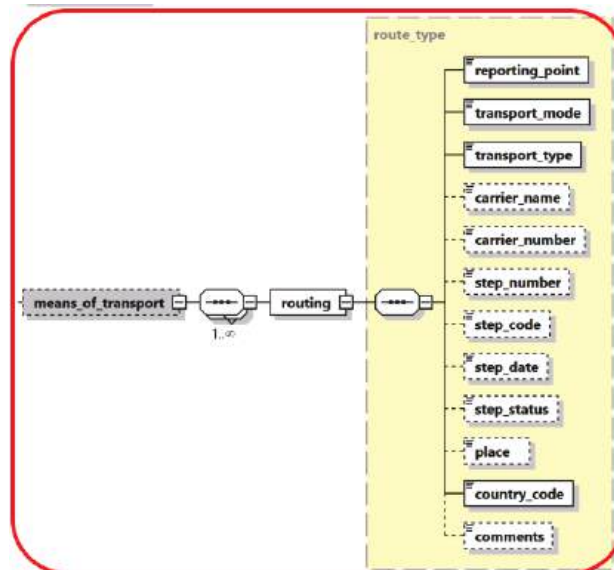 route_type
reporting_point
transport_mode
transport_type
carrier_name
carrier_number
means_of_transport
routing
step_number
1..∞
step_code
step_date
step_status
place
country_code
comments